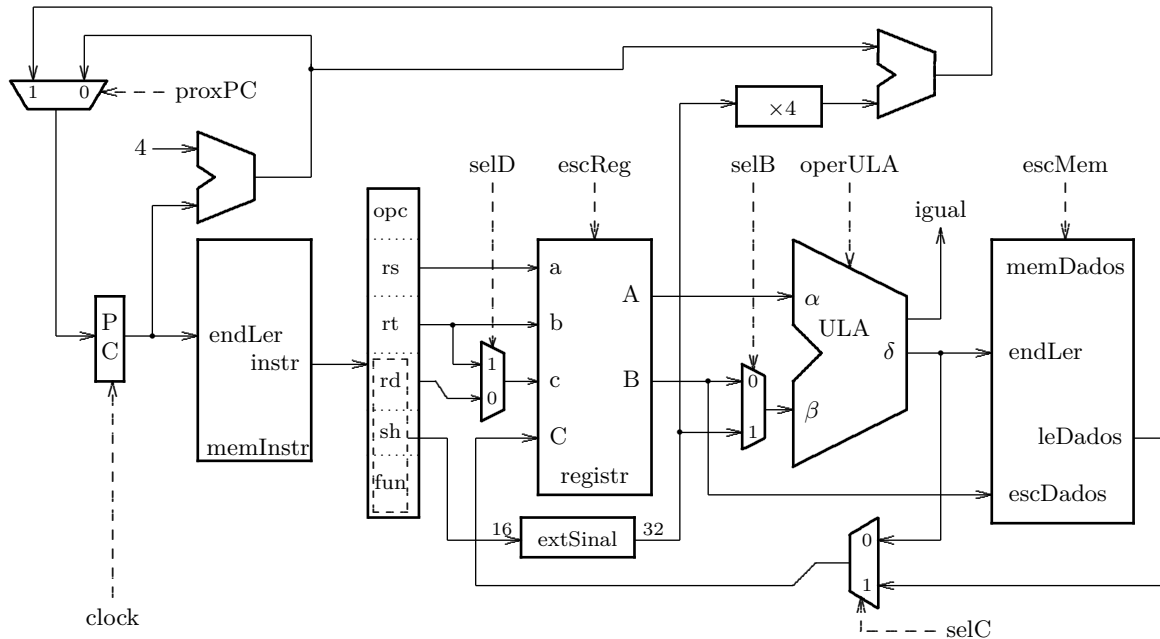 1 0
proxPC
×4
4
selD
escReg
selB
operULA
escMem
opc
igual
rs
a
memDados
A
α
P
C
endLer
rt
b
ULA
instr
1
δ
endLer
rd
c
B
0
0
β
sh
C
1
leDados
memInstr
fun
registr
escDados
16
extSinal
32
0
1
clock
selC